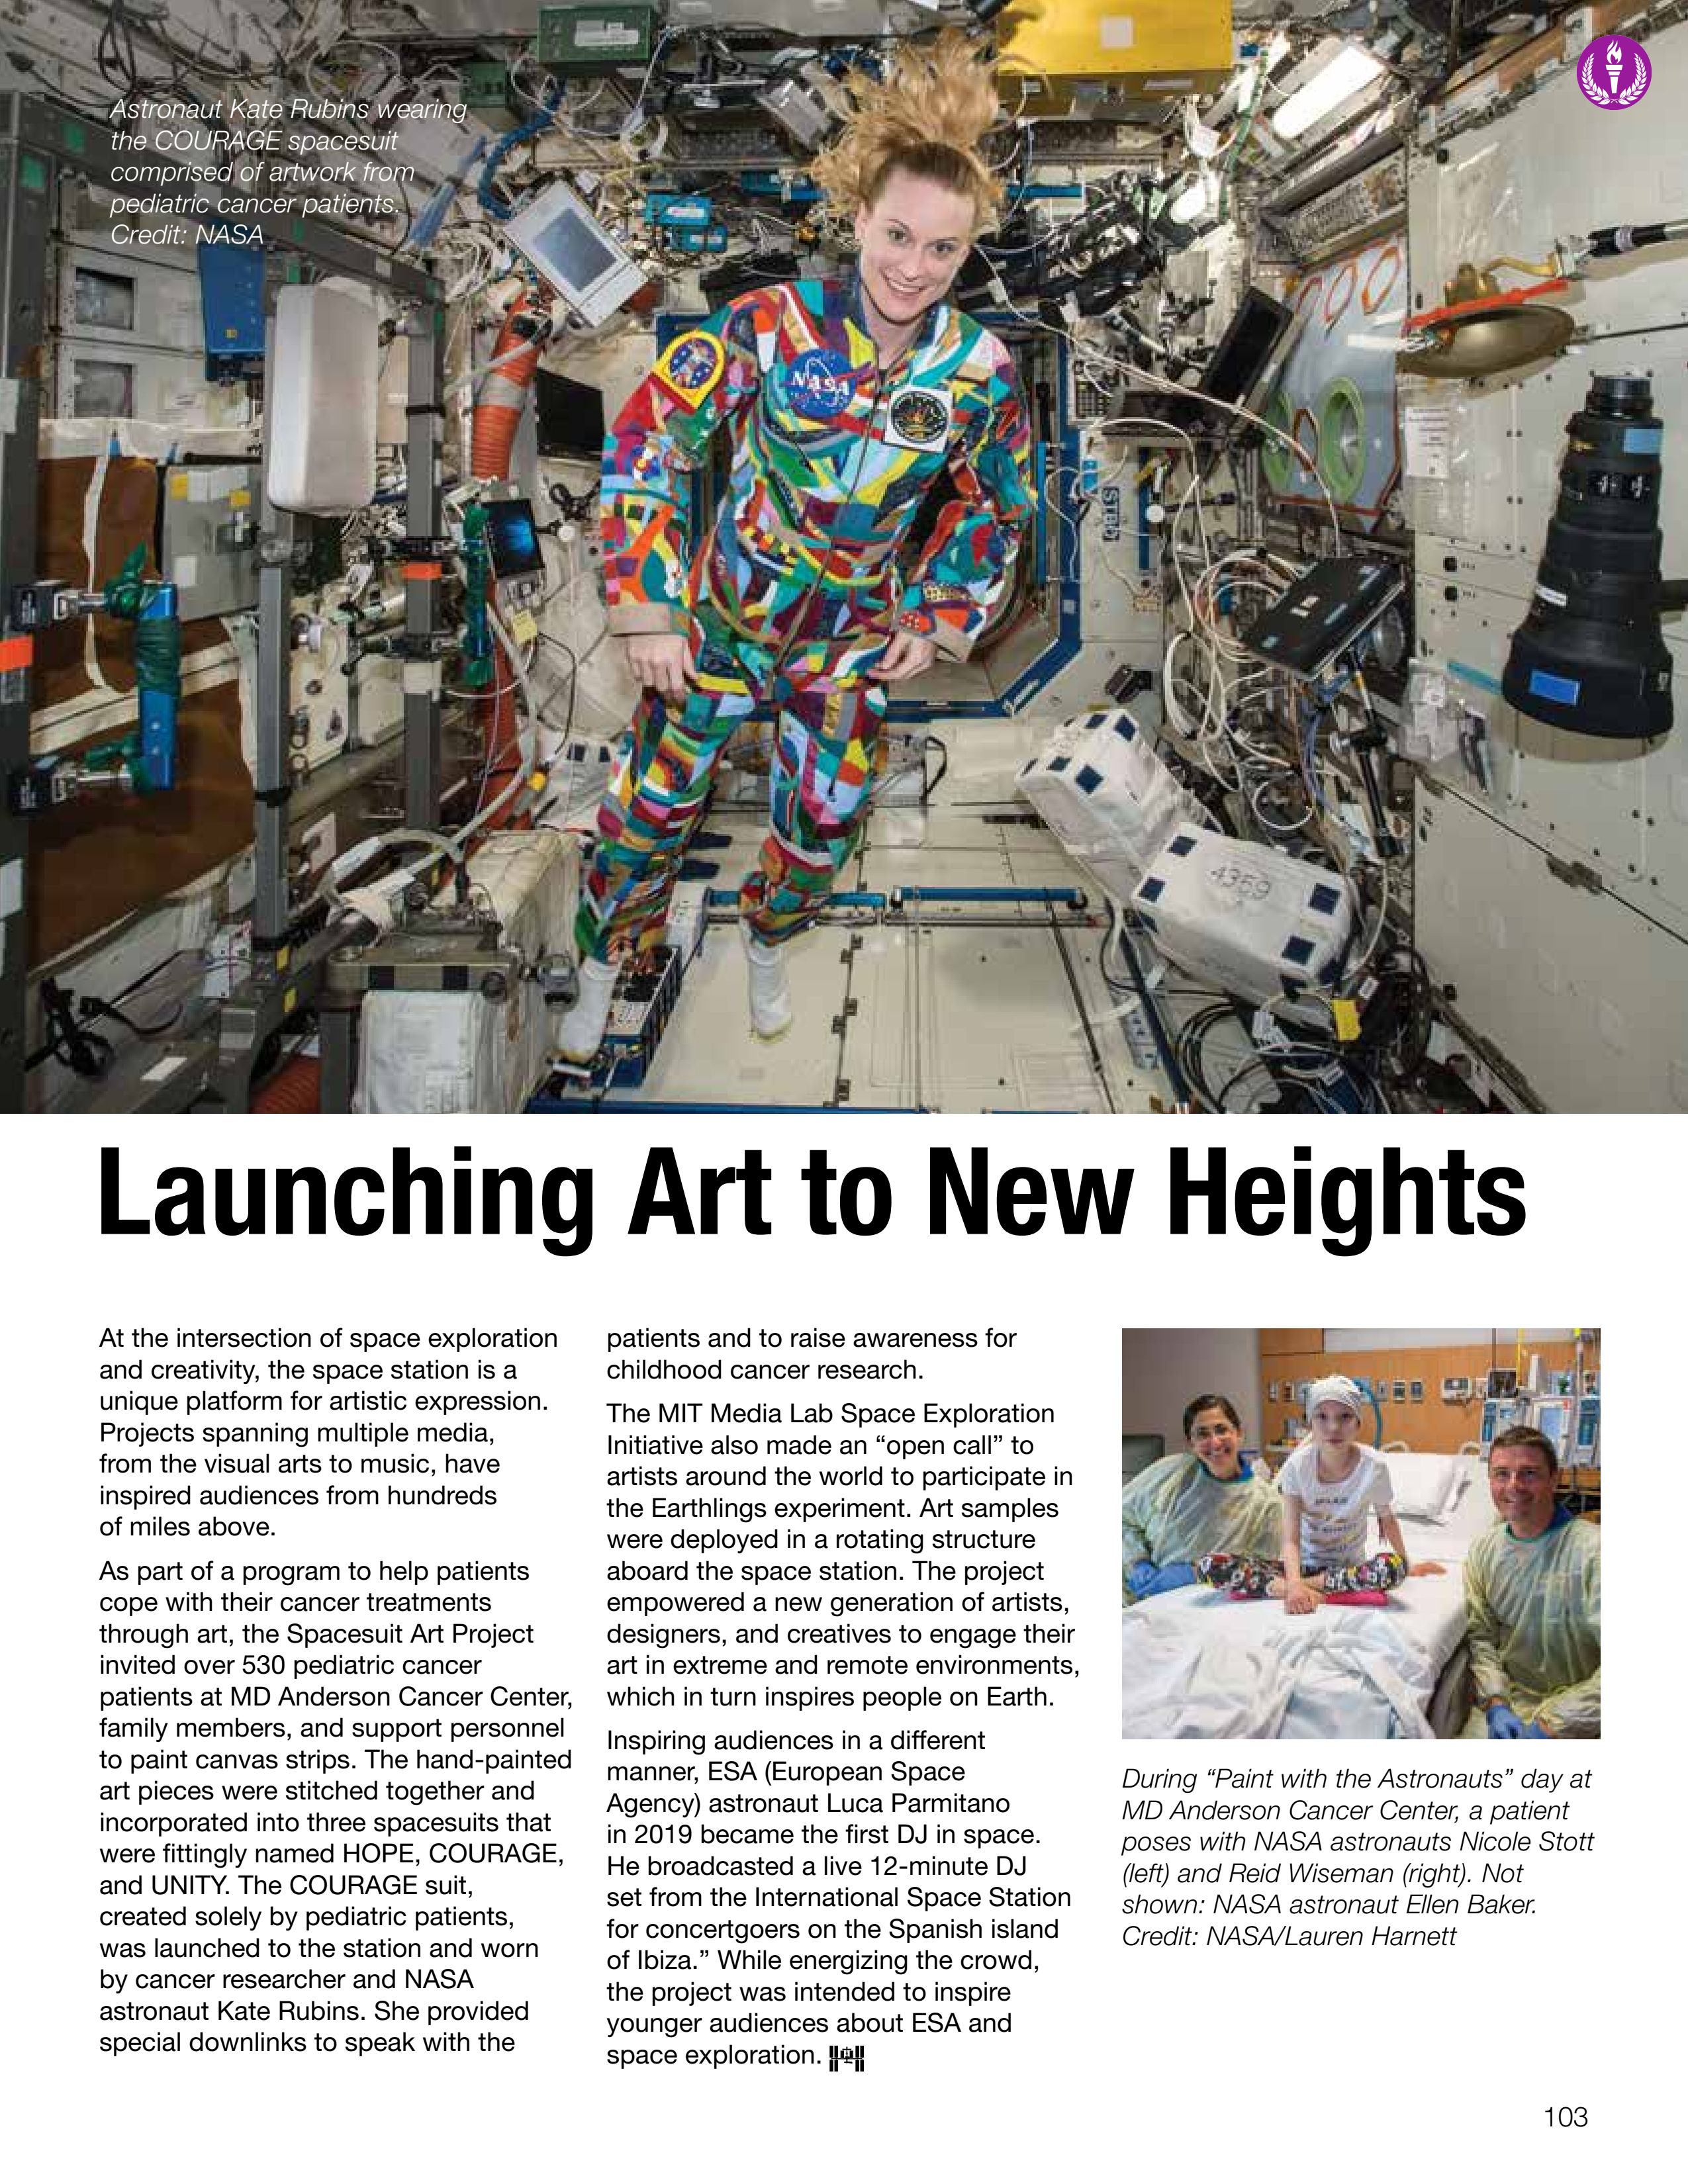 Astronaut Kate Rubins wearing
the COURAGE spacesuit
comprised of artwork from
pediatric cancer patients.
Credit: NASA
NASA
STBD
4359
Launching Art to New Heights
At the intersection of space exploration
and creativity, the space station is a
unique platform for artistic expression.
Projects spanning multiple media,
from the visual arts to music, have
inspired audiences from hundreds
of miles above.
As part of a program to help patients
cope with their cancer treatments
through art, the Spacesuit Art Project
invited over 530 pediatric cancer
patients at MD Anderson Cancer Center,
family members, and support personnel
to paint canvas strips. The hand-painted
art pieces were stitched together and
incorporated into three spacesuits that
were fittingly named HOPE, COURAGE,
and UNITY. The COURAGE suit,
created solely by pediatric patients,
was launched to the station and worn
by cancer researcher and NASA
astronaut Kate Rubins. She provided
special downlinks to speak with the
patients and to raise awareness for
childhood cancer research.
The MIT Media Lab Space Exploration
Initiative also made an “open call” to
artists around the world to participate in
the Earthlings experiment. Art samples
were deployed in a rotating structure
aboard the space station. The project
empowered a new generation of artists,
designers, and creatives to engage their
art in extreme and remote environments,
which in turn inspires people on Earth.
Inspiring audiences in a different
manner, ESA (European Space
Agency) astronaut Luca Parmitano
in 2019 became the first DJ in space.
He broadcasted a live 12-minute DJ
set from the International Space Station
for concertgoers on the Spanish island
of Ibiza.” While energizing the crowd,
the project was intended to inspire
younger audiences about ESA and
space exploration.
During “Paint with the Astronauts” day at
MD Anderson Cancer Center, a patient
poses with NASA astronauts Nicole Stott
(left) and Reid Wiseman (right). Not
shown: NASA astronaut Ellen Baker.
Credit: NASA/Lauren Harnett
103